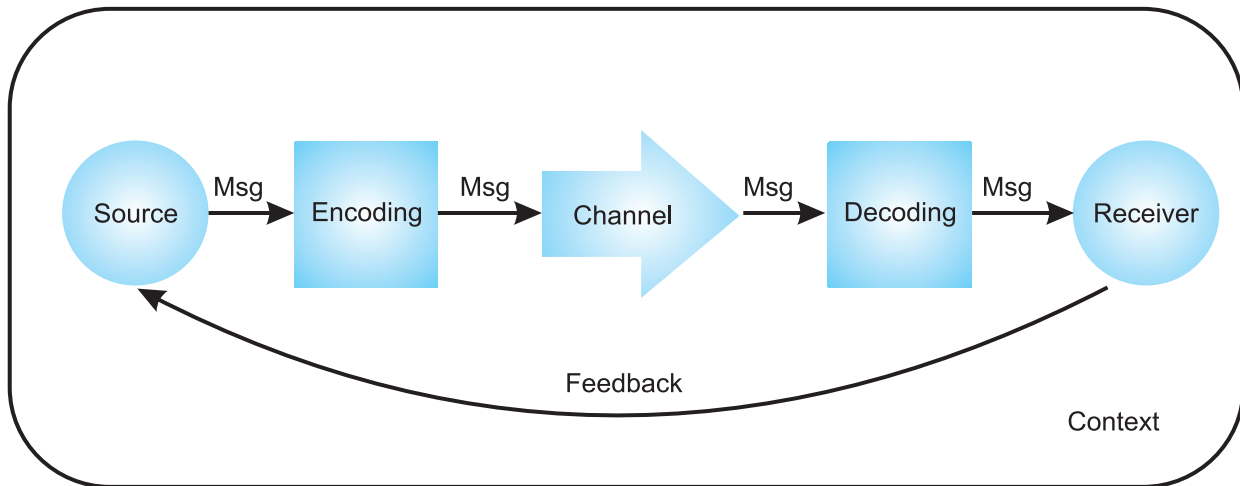 Msg
Msg
Msg
Msg
Source
Encoding
Channel
Decoding
Receiver
Feedback
Context